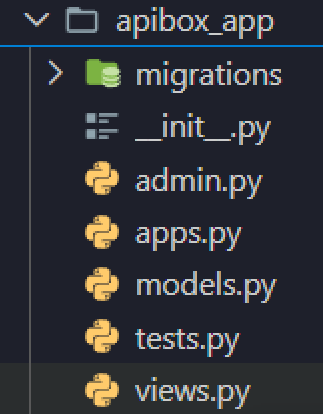 apibox_app
migrations
__init__.py
admin.py
apps.py
models.py
tests.py
views.py